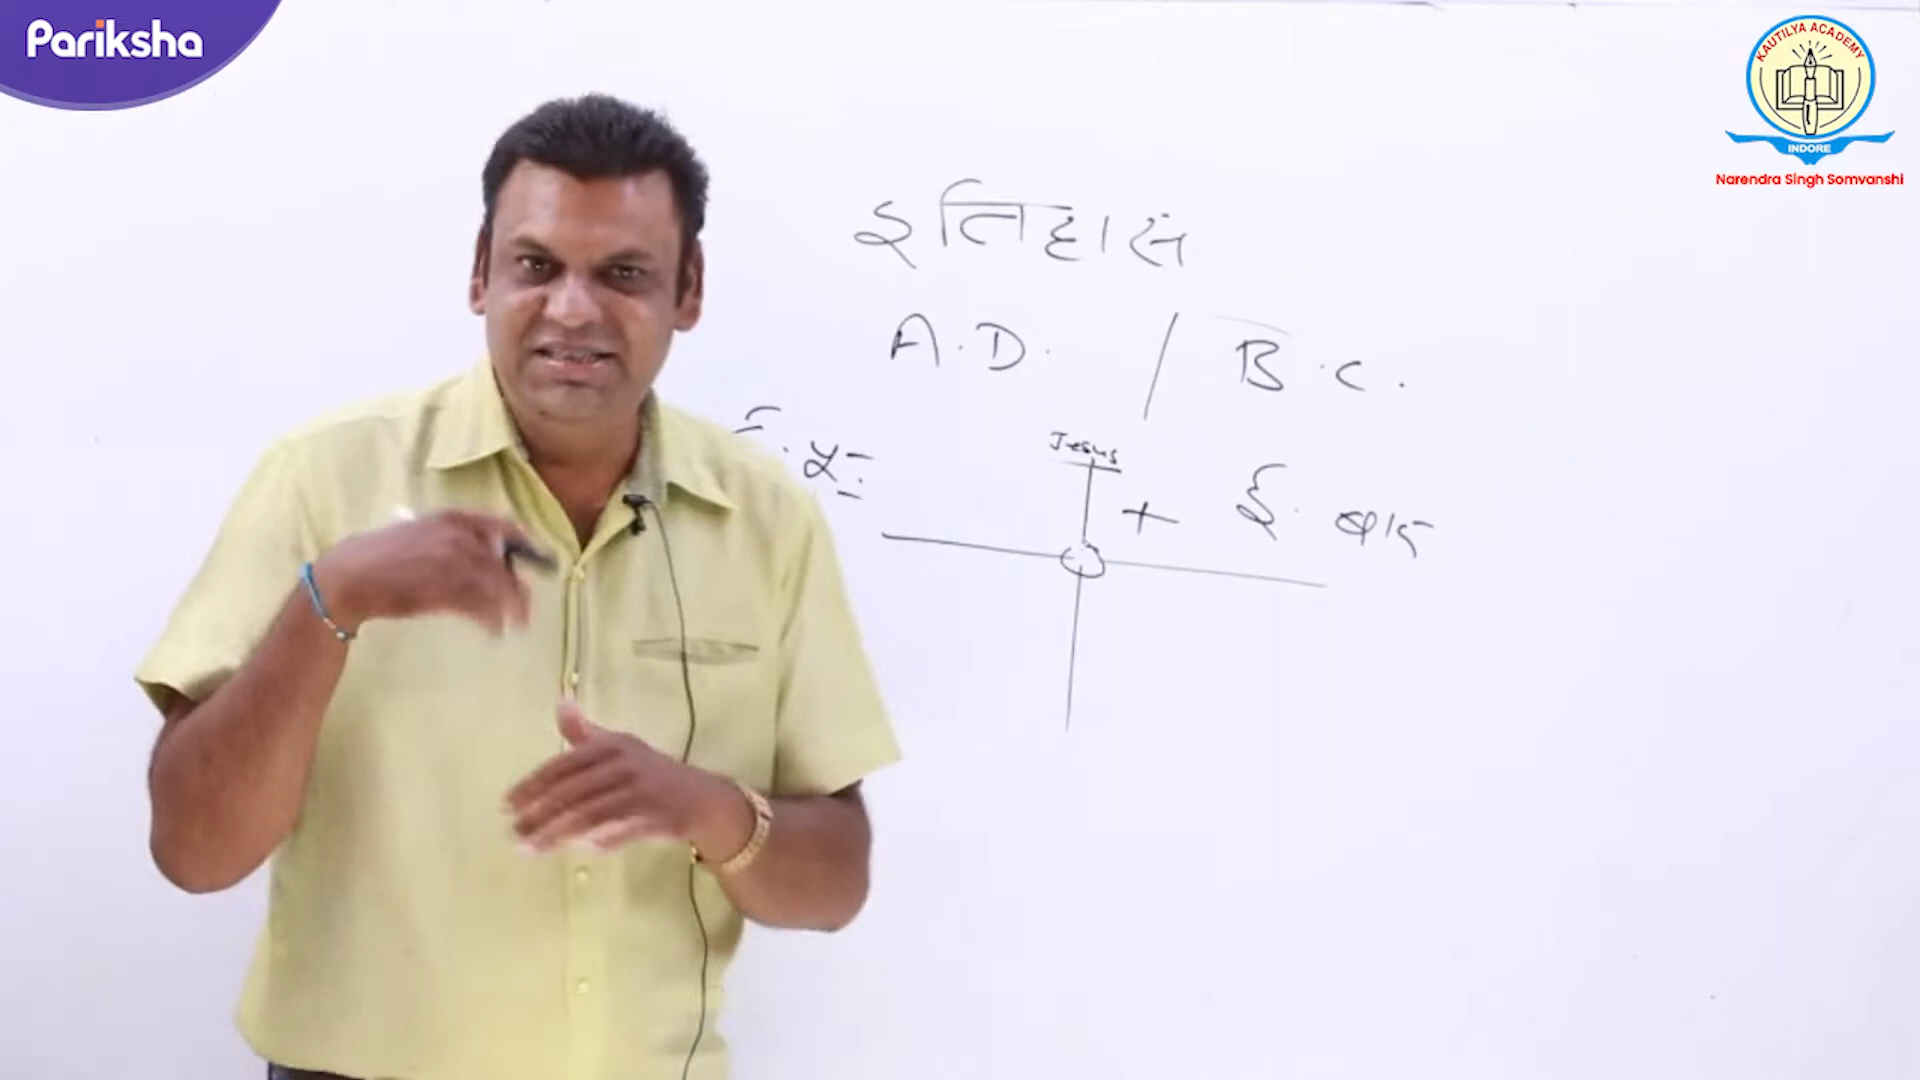 Pariksha
KAUTILYA ACADEMY
INDORE
Narendra Singh Somvanshi
इतिहास
A.D. / B.C.
Jesus
+ ई. बाद